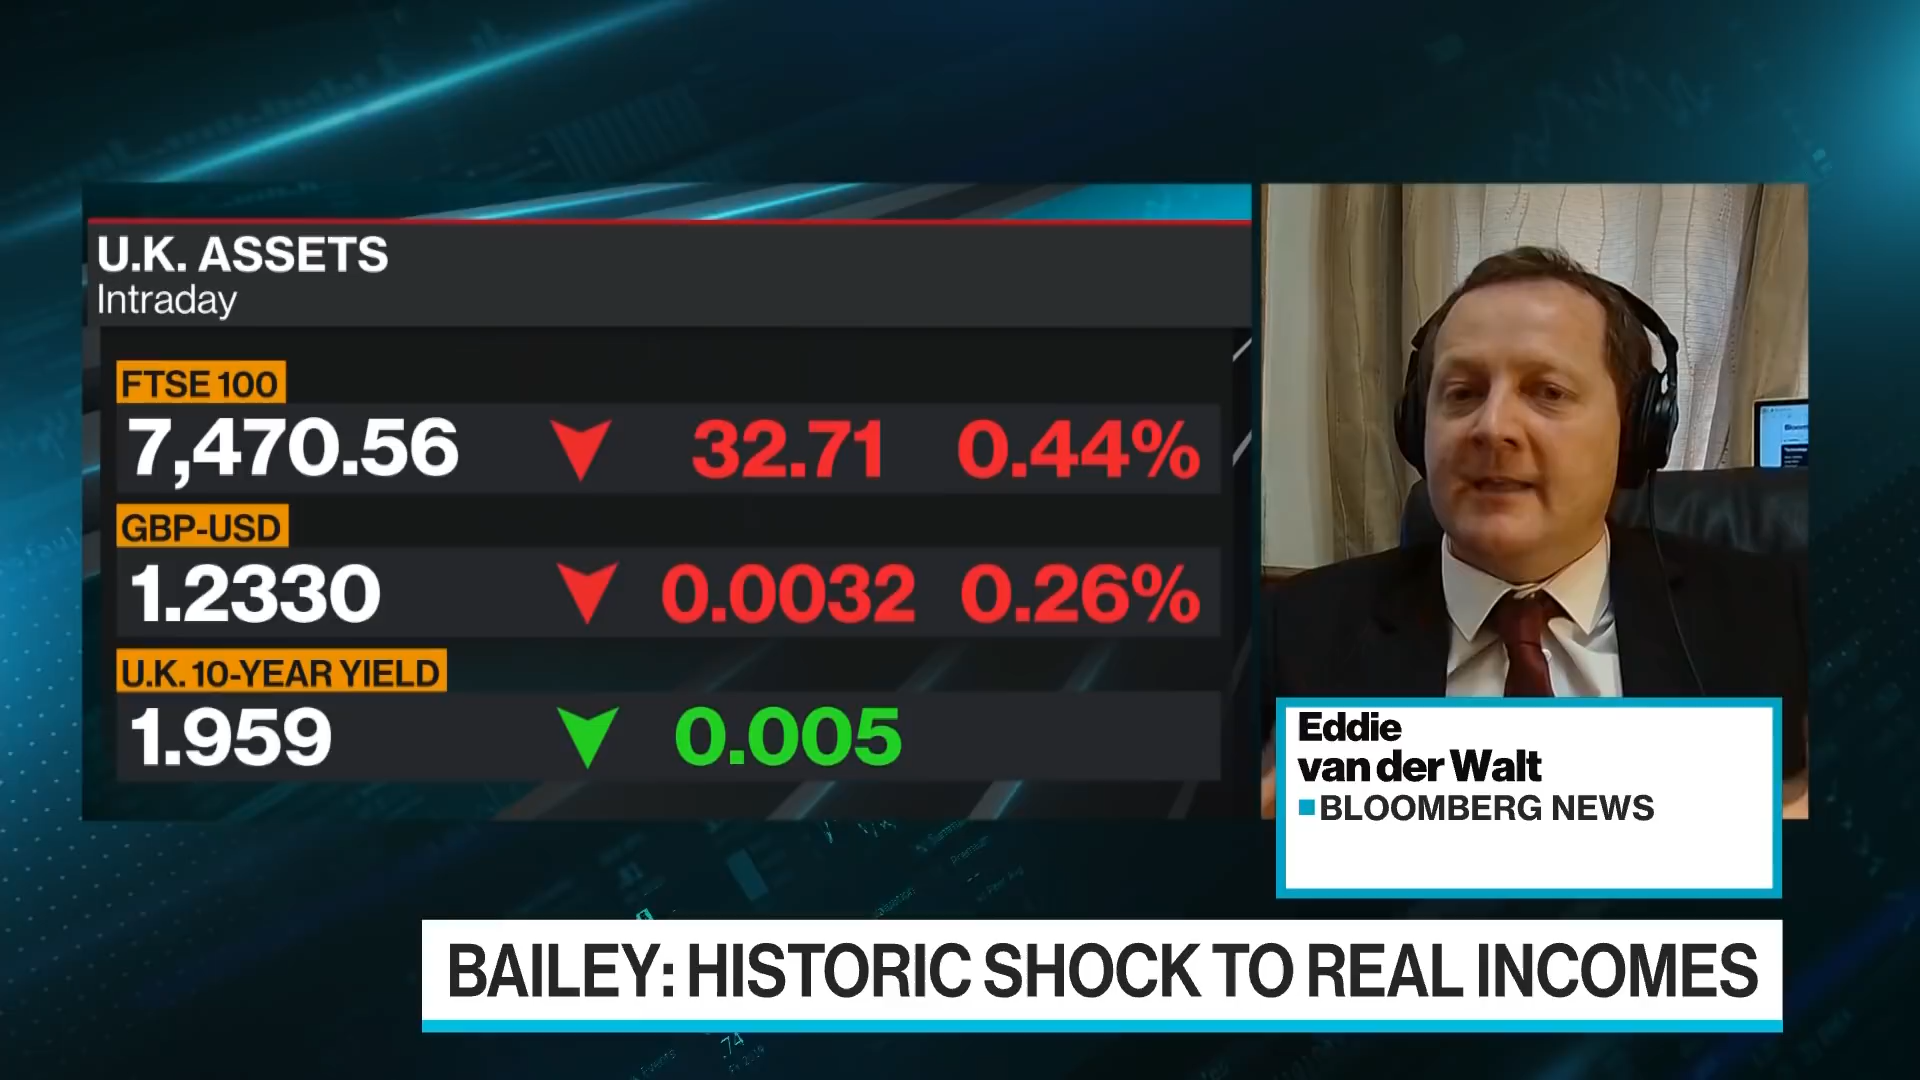 U.K. ASSETS
Intraday
FTSE 100
7,470.56 32.71 0.44%
GBP-USD
1.2330 0.0032 0.26%
U.K. 10-YEAR YIELD
1.959 0.005
Eddie
van der Walt
BLOOMBERG NEWS
BAILEY: HISTORIC SHOCK TO REAL INCOMES
.74